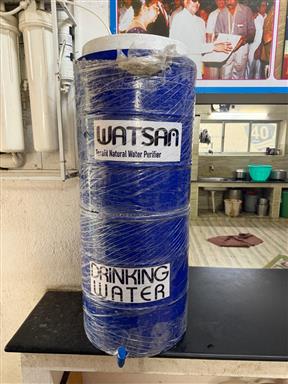 WATSAN
Terafil Natural Water Purifier
DRINKING
WATER
40